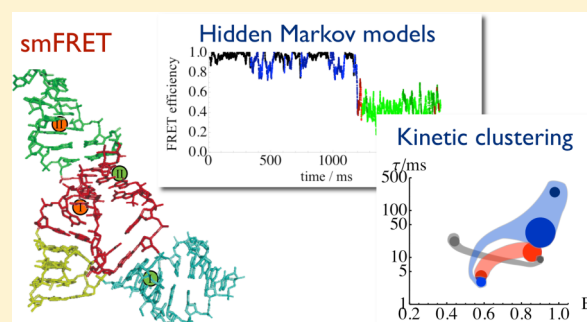 smFRET
Hidden Markov models
FRET efficiency
1.0
0.8
0.6
0.4
0.2
0.0
0
500
1000
time / ms
II
II
I
I
Kinetic clustering
τ/ms
500
100
50
10
5
1
0.2 0.4 0.6 0.8 1.0
E